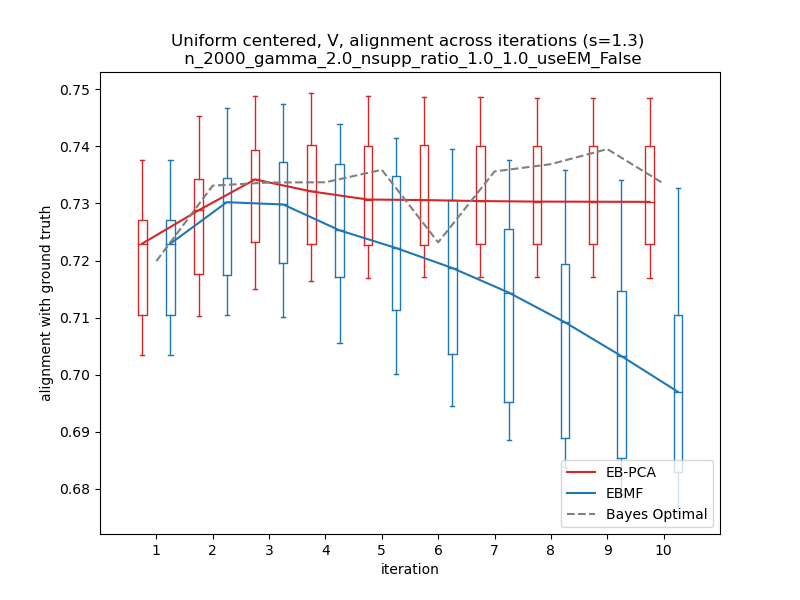 Uniform centered, V, alignment across iterations (s=1.3)
n_2000_gamma_2.0_nsupp_ratio_1.0_1.0_useEM_False
alignment with ground truth
0.75
0.74
0.73
0.72
0.71
0.70
0.69
0.68
EB-PCA
EBMF
Bayes Optimal
1 2 3 4 5 6 7 8 9 10
iteration